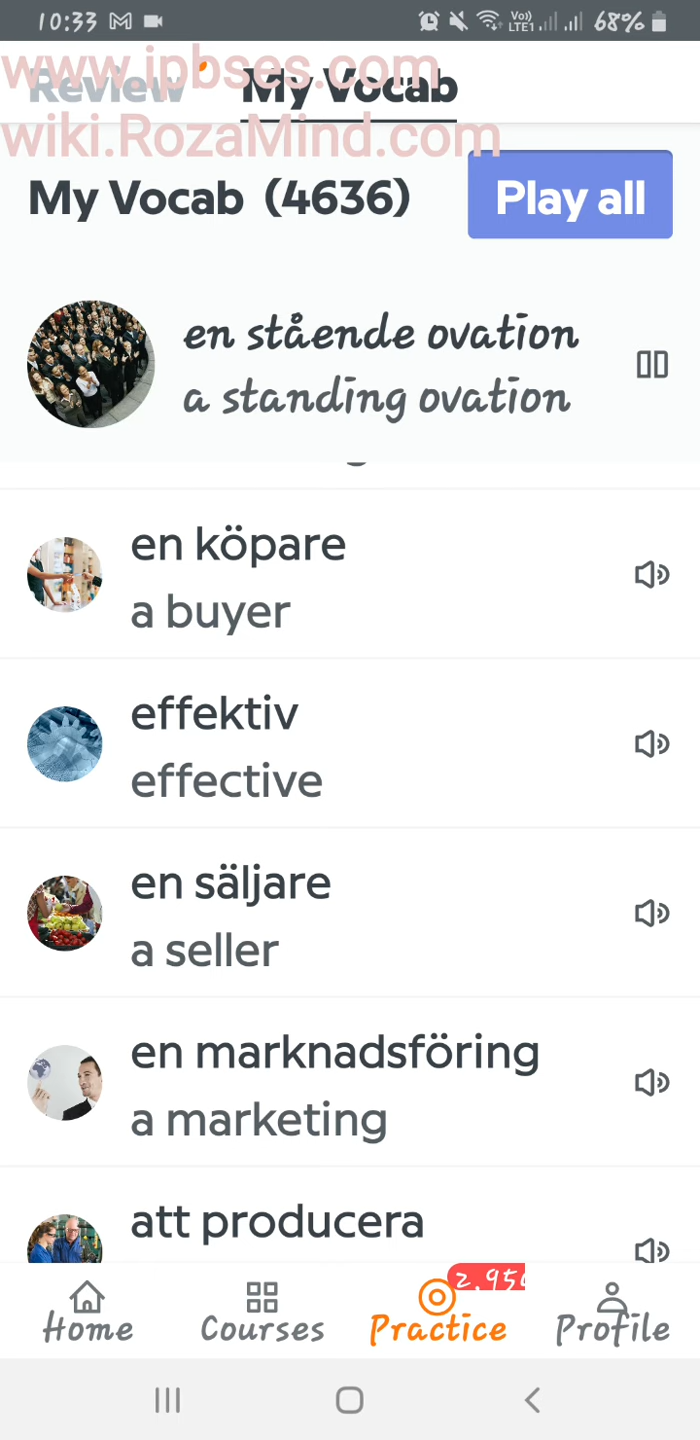 10:33 Vo)) LTE1 68%
www.ipbses.com
Review My Vocab
wiki.RozaMind.com
My Vocab (4636) Play all
en stående ovation
a standing ovation
en köpare
a buyer
effektiv
effective
en säljare
a seller
en marknadsföring
a marketing
att producera
Home Courses Practice Profile